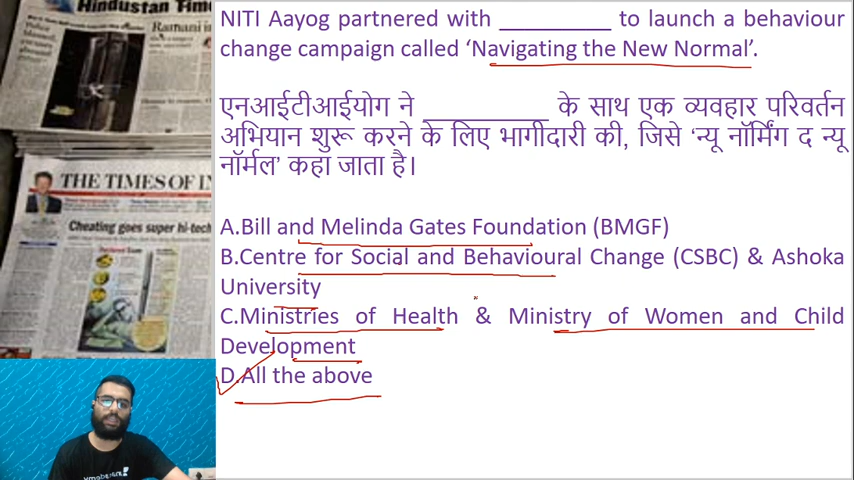 Hindustan Times
Ramani i
THE TIMES OF I
Cheating goes super hi-tech
NITI Aayog partnered with __________ to launch a behaviour
change campaign called ‘Navigating the New Normal’.
एनआईटीआईयोग ने ___________ के साथ एक व्यवहार परिवर्तन
अभियान शुरू करने के लिए भागीदारी की, जिसे ‘न्यू नॉर्मिंग द न्यू
नॉर्मल’ कहा जाता है।
A.Bill and Melinda Gates Foundation (BMGF)
B.Centre for Social and Behavioural Change (CSBC) & Ashoka
University
C.Ministries of Health & Ministry of Women and Child
Development
D.All the above